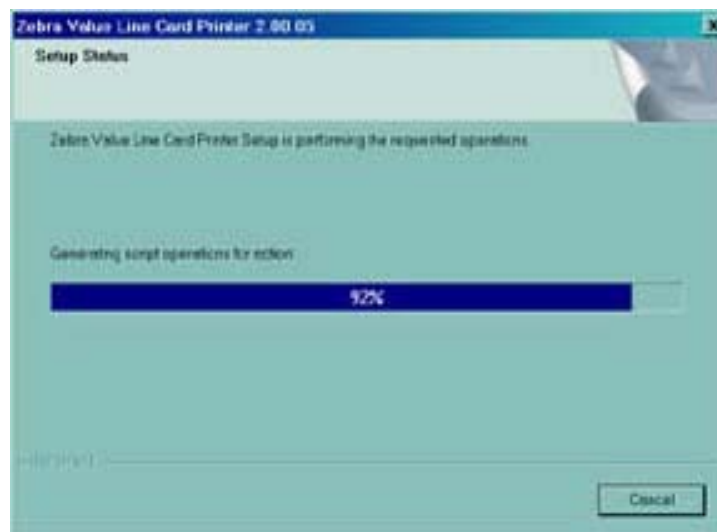 Zebra Value Line Card Printer 2.00.05
Setup Status
Zebra Value Line Card Printer Setup is performing the requested operations.
Generating script operations for action:
92%
Cancel